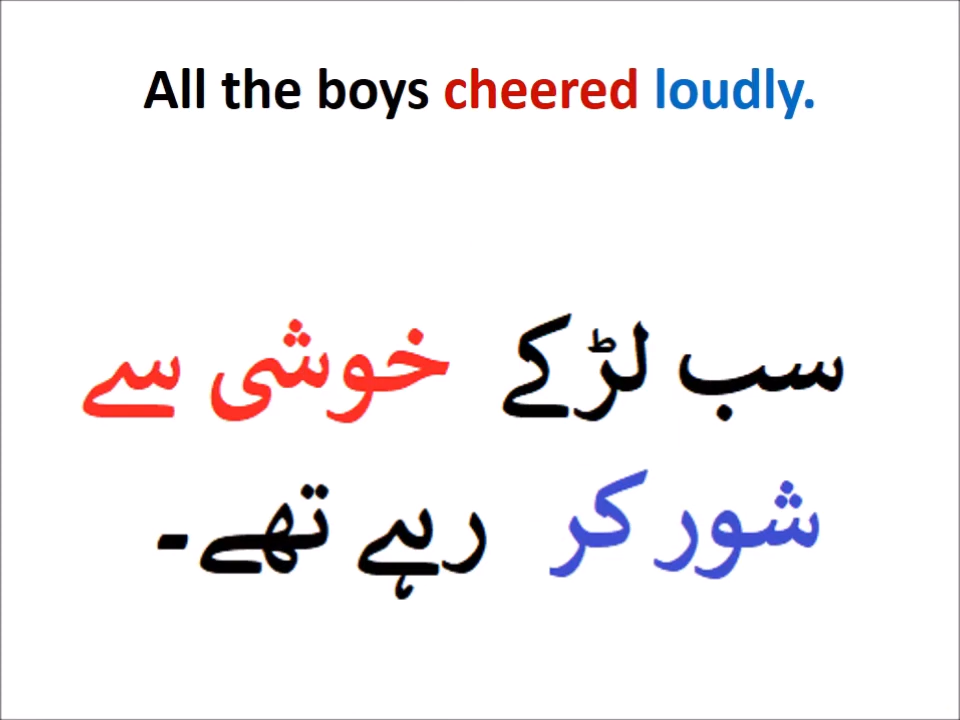 All the boys cheered loudly.
سب لڑکے خوشی سے
شور کر رہے تھے۔